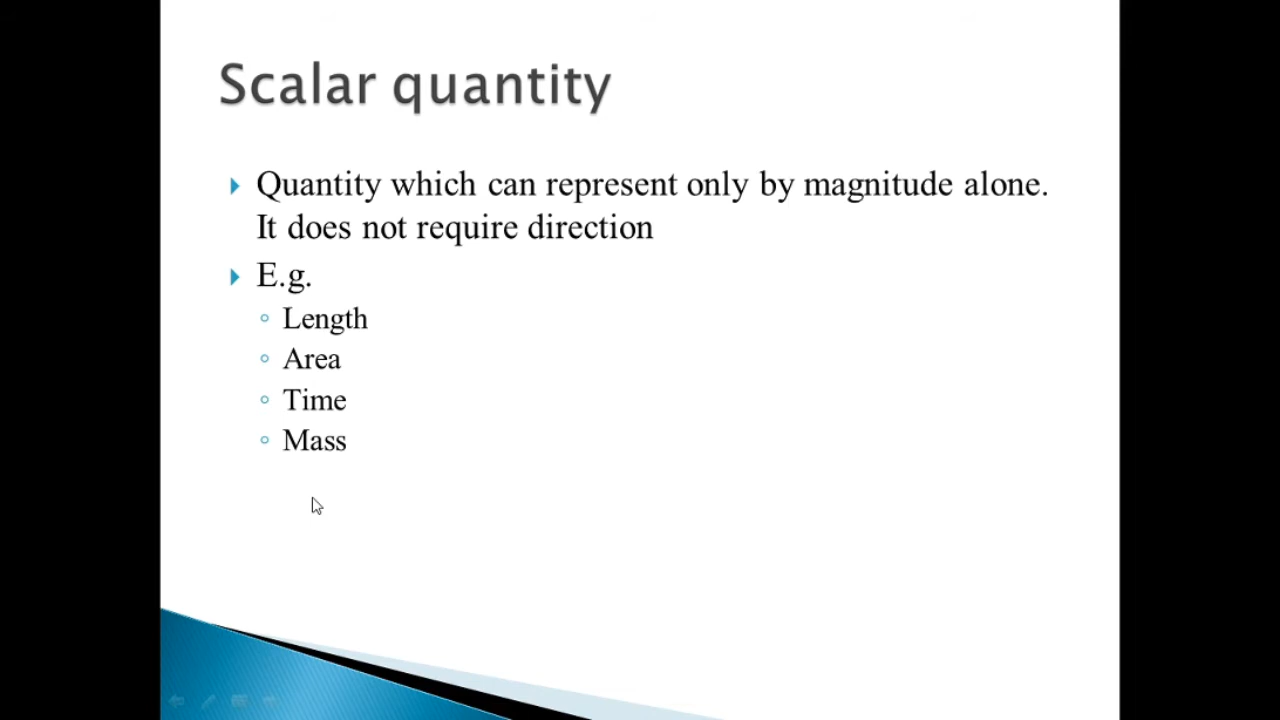 Scalar quantity
Quantity which can represent only by magnitude alone.
It does not require direction
E.g.
Length
Area
Time
Mass